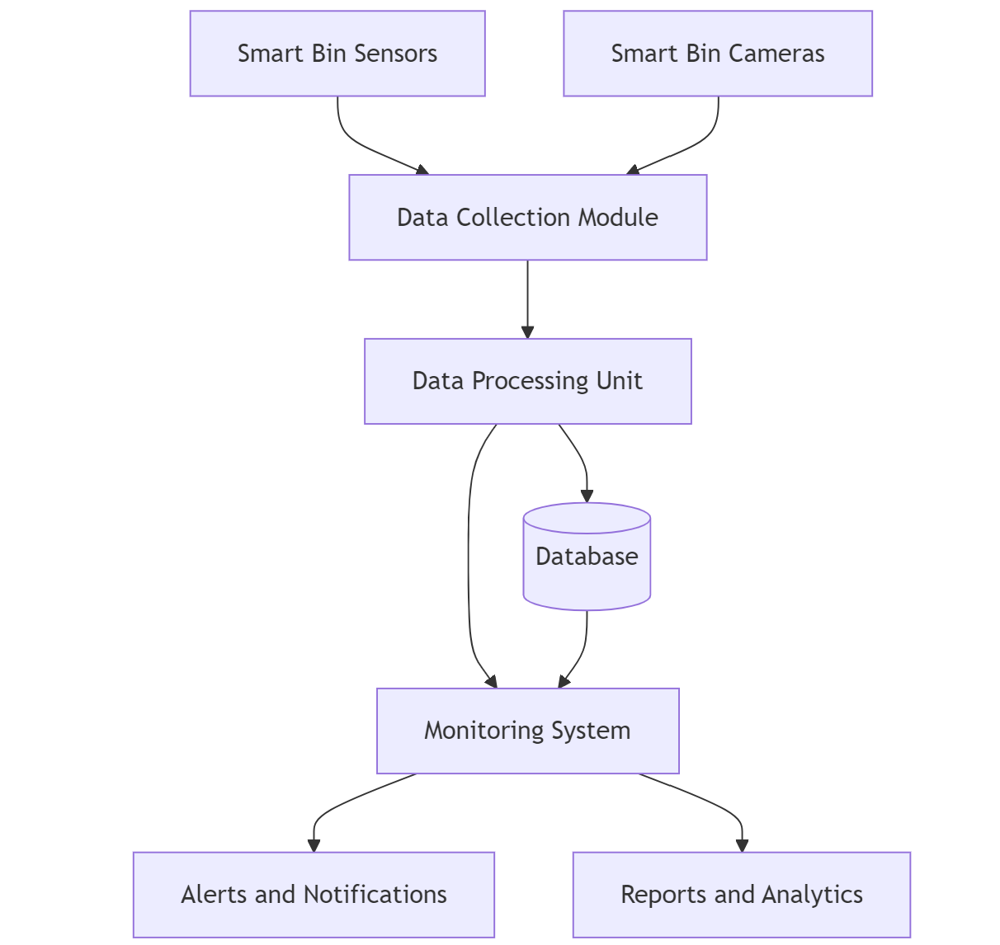 Smart Bin Sensors
Smart Bin Cameras
Data Collection Module
Data Processing Unit
Database
Monitoring System
Alerts and Notifications
Reports and Analytics